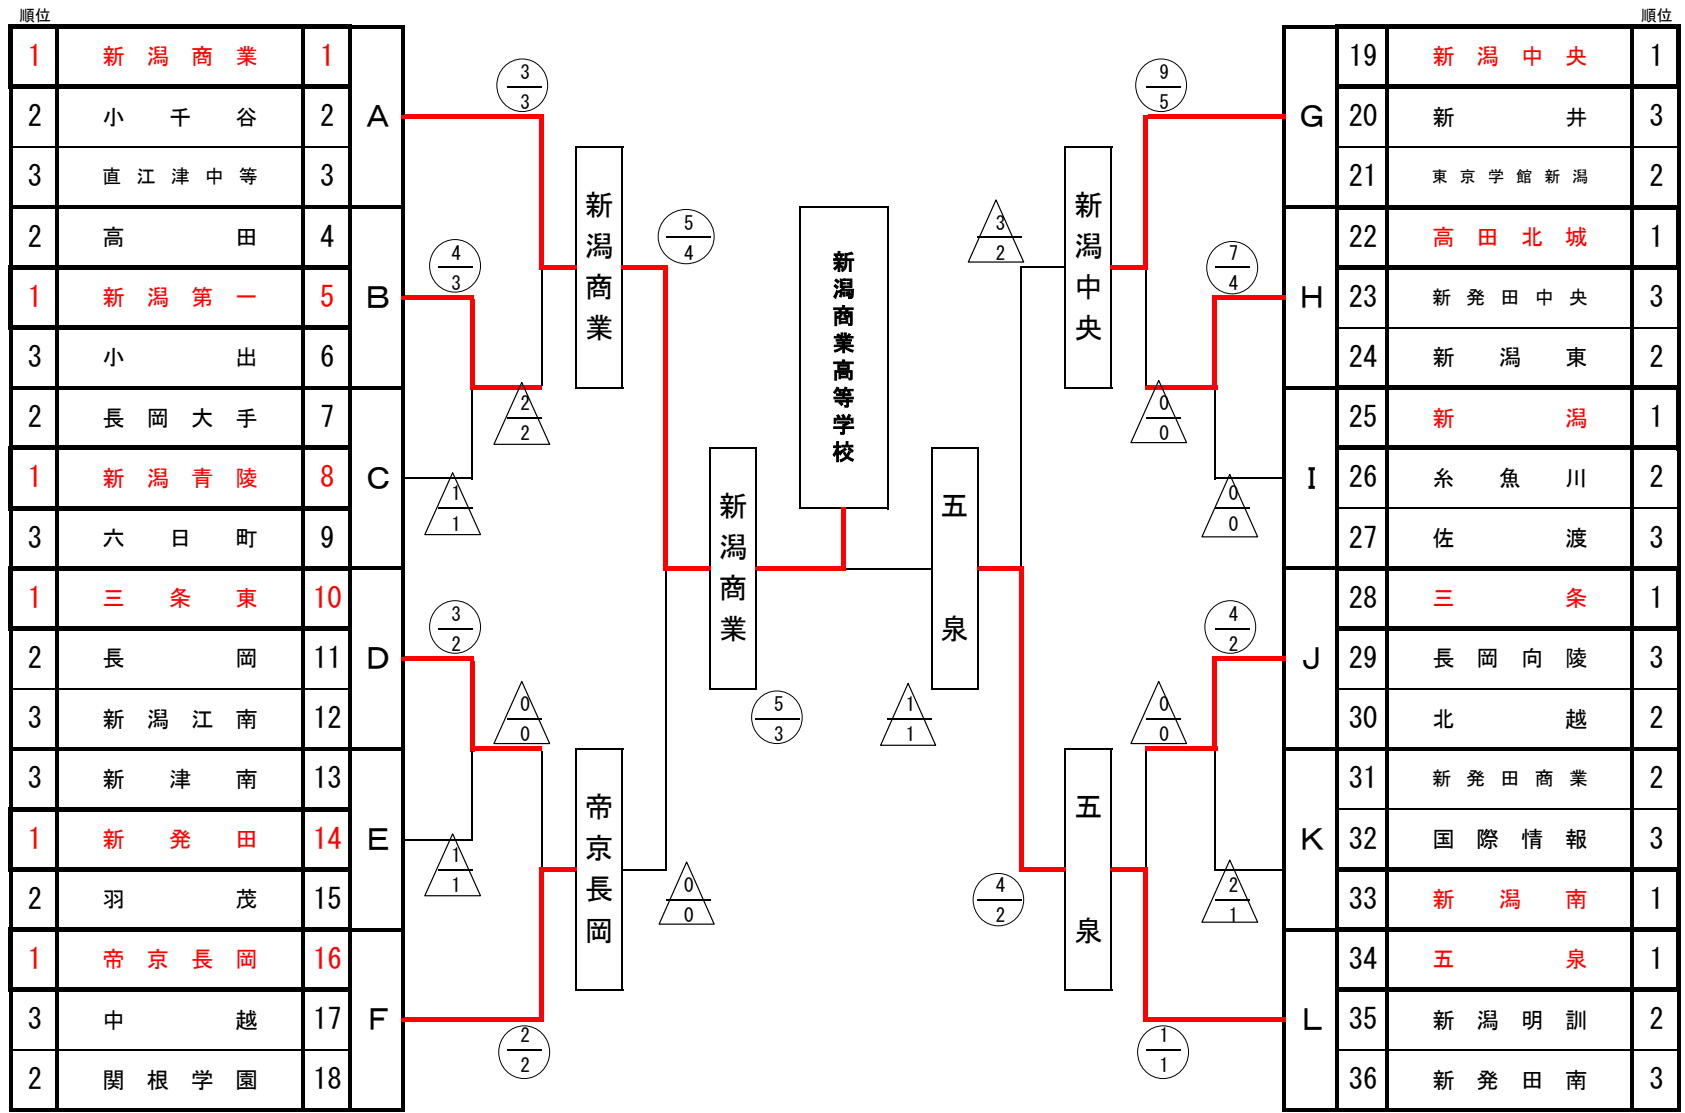 順位
順位
1 新潟商業 1
2 小千谷 2
3 直江津中等 3
A
2 高田 4
1 新潟第一 5
3 小出 6
B
2 長岡大手 7
1 新潟青陵 8
3 六日町 9
C
1 三条東 10
2 長岡 11
3 新潟江南 12
D
3 新津南 13
1 新発田 14
2 羽茂 15
E
1 帝京長岡 16
3 中越 17
2 関根学園 18
F
3
3
4
3
2
2
1
1
3
2
0
0
1
1
2
2
新潟商業
帝京長岡
5
4
0
0
新潟商業
5
3
新潟商業高等学校
五泉
1
1
3
2
4
2
新潟中央
五泉
9
5
7
4
0
0
0
0
4
2
0
0
2
1
1
1
G
19 新潟中央 1
20 新井 3
21 東京学館新潟 2
H
22 高田北城 1
23 新発田中央 3
24 新潟東 2
I
25 新潟 1
26 糸魚川 2
27 佐渡 3
J
28 三条 1
29 長岡向陵 3
30 北越 2
K
31 新発田商業 2
32 国際情報 3
33 新潟南 1
L
34 五泉 1
35 新潟明訓 2
36 新発田南 3